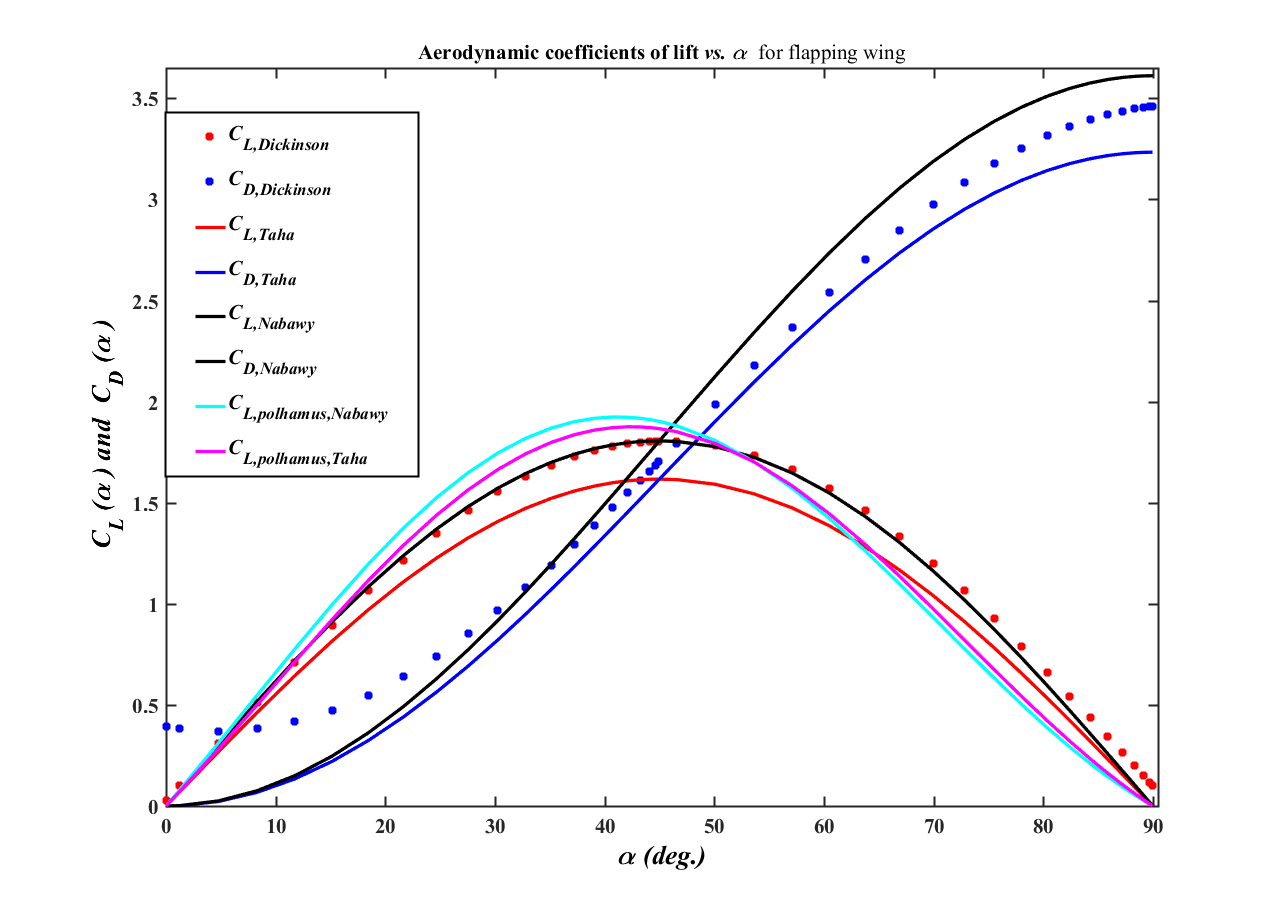 Aerodynamic coefficients of lift vs. α for flapping wing
C_L (α) and C_D (α)
3.5
3
2.5
2
1.5
1
0.5
0
C_L,Dickinson
C_D,Dickinson
C_L,Taha
C_D,Taha
C_L,Nabawy
C_D,Nabawy
C_L,polhamus,Nabawy
C_L,polhamus,Taha
0 10 20 30 40 50 60 70 80 90
α (deg.)